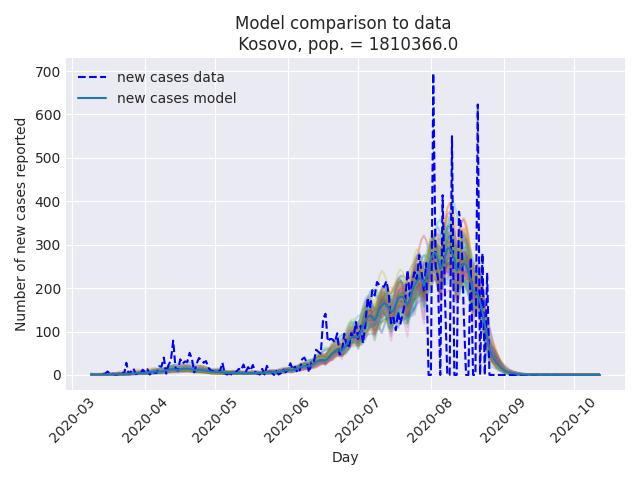 Model comparison to data
Kosovo, pop. = 1810366.0
new cases data
new cases model
Number of new cases reported
700
600
500
400
300
200
100
0
2020-03
2020-04
2020-05
2020-06
2020-07
2020-08
2020-09
2020-10
Day